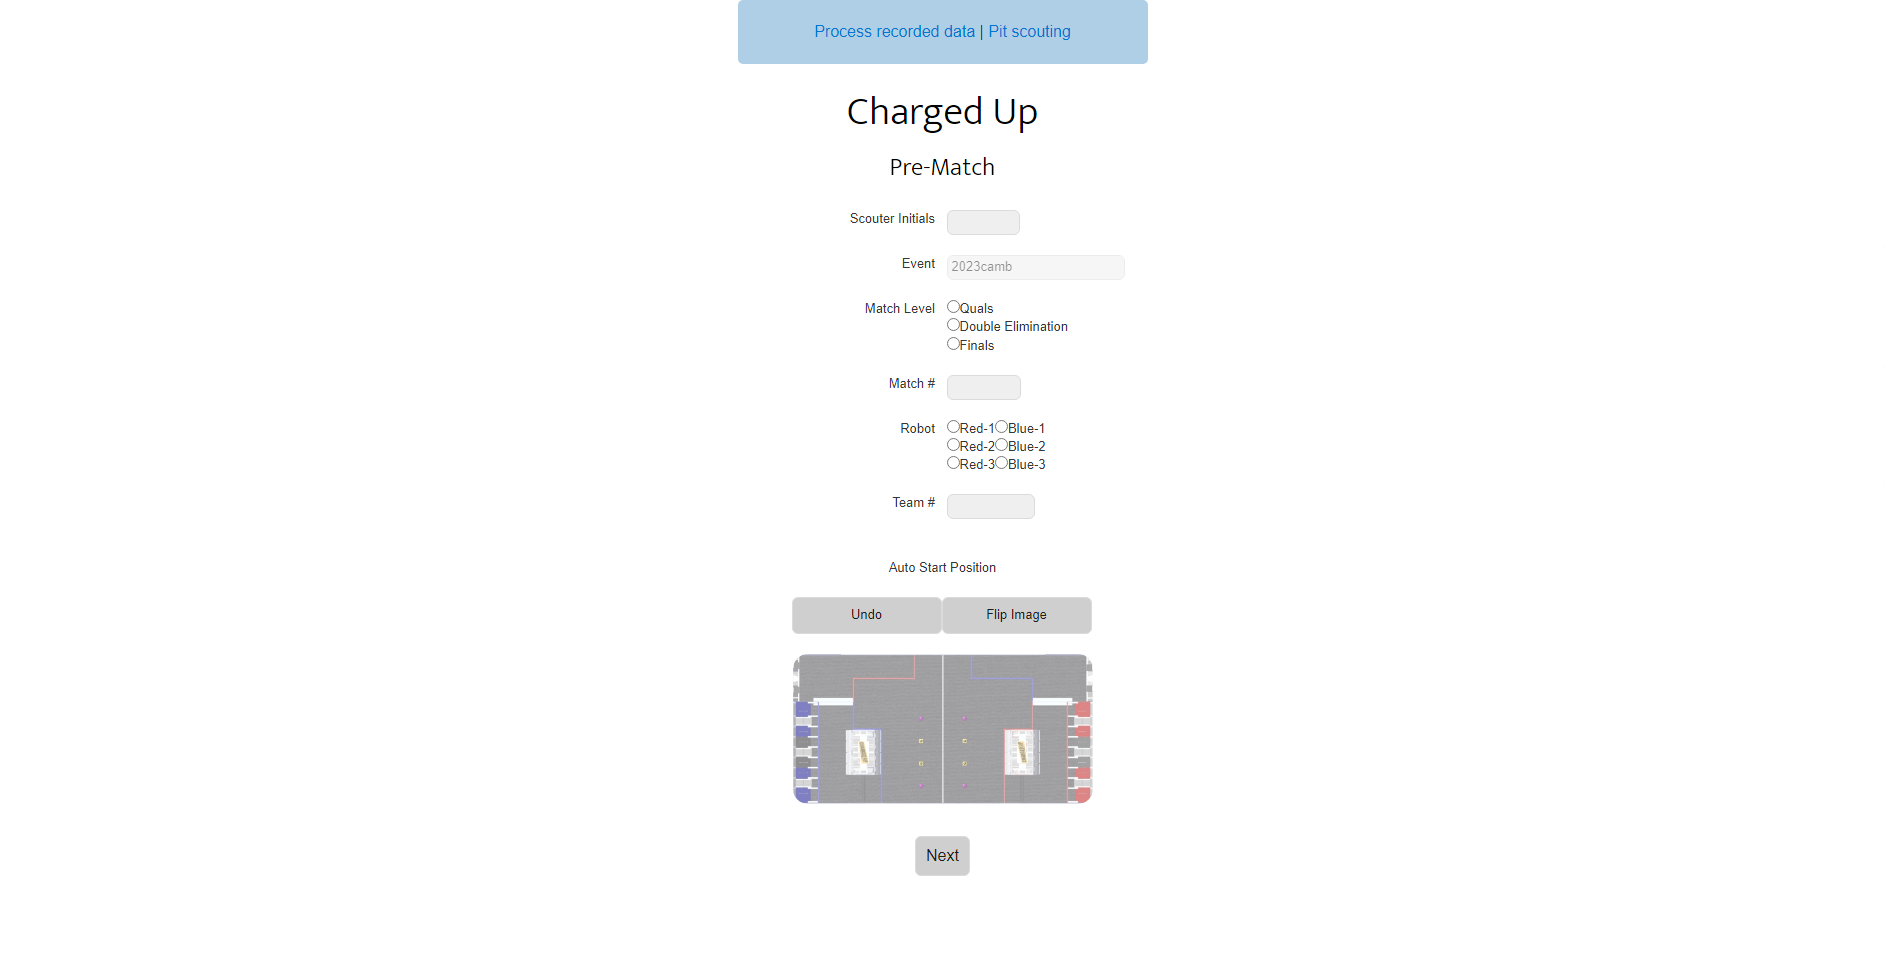 Process recorded data | Pit scouting
Charged Up
Pre-Match
Scouter Initials
Event 2023camb
Match Level Quals
Double Elimination
Finals
Match #
Robot Red-1 Blue-1
Red-2 Blue-2
Red-3 Blue-3
Team #
Auto Start Position
Undo Flip Image
Next